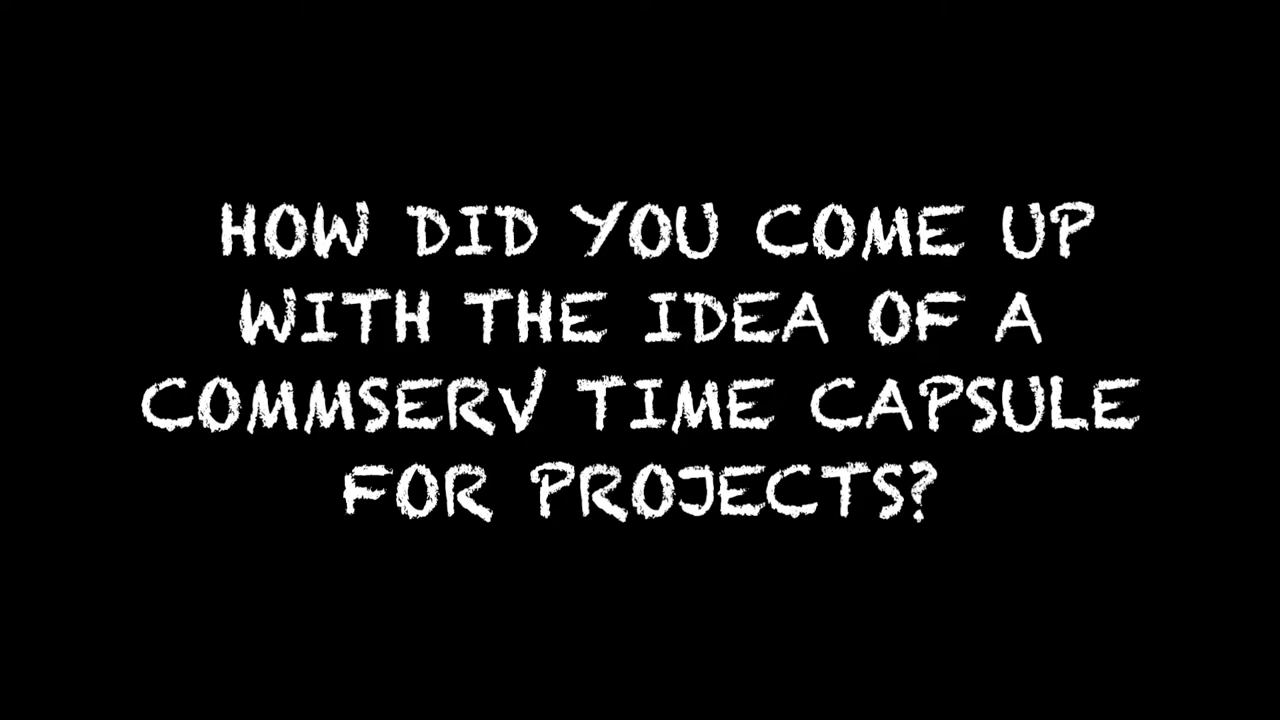 HOW DID YOU COME UP
WITH THE IDEA OF A
COMMSERV TIME CAPSULE
FOR PROJECTS?